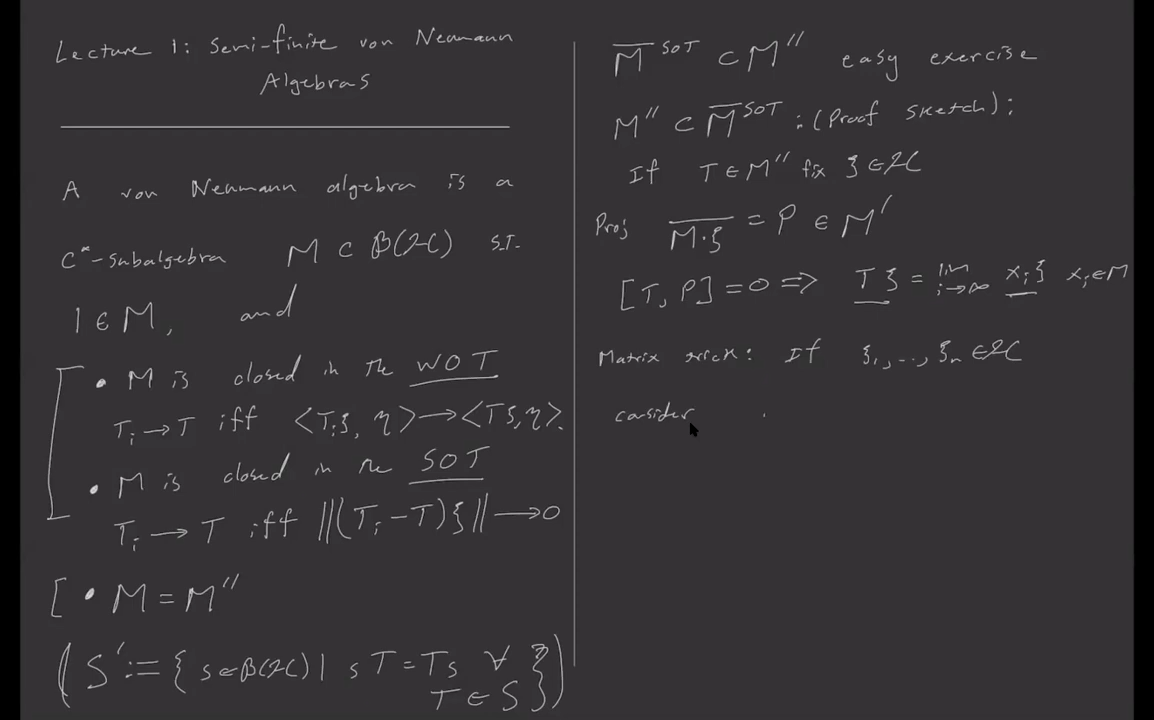 Lecture 1: Semi-finite von Neumann
Algebras
A von Neumann algebra is a
C*-subalgebra M ⊂ B(ℋ) s.t.
1 ∈ M, and
• M is closed in the WOT
Tᵢ → T iff <Tᵢξ, η> → <Tξ, η>.
• M is closed in the SOT
Tᵢ → T iff ||(Tᵢ - T)ξ|| → 0
[ • M = M''
( S' := { s ∈ B(ℋ) | sT = Ts ∀
T ∈ S } )
M̅^SOT ⊂ M'' easy exercise
M'' ⊂ M̅^SOT : (Proof sketch):
If T ∈ M'' fix ξ ∈ ℋ
Proj \overline{M·ξ} = P ∈ M'
[T, P] = 0 => Tξ = lim_{i→∞} xᵢξ xᵢ ∈ M
Matrix trick: If ξ₁, .., ξₙ ∈ ℋ
consider